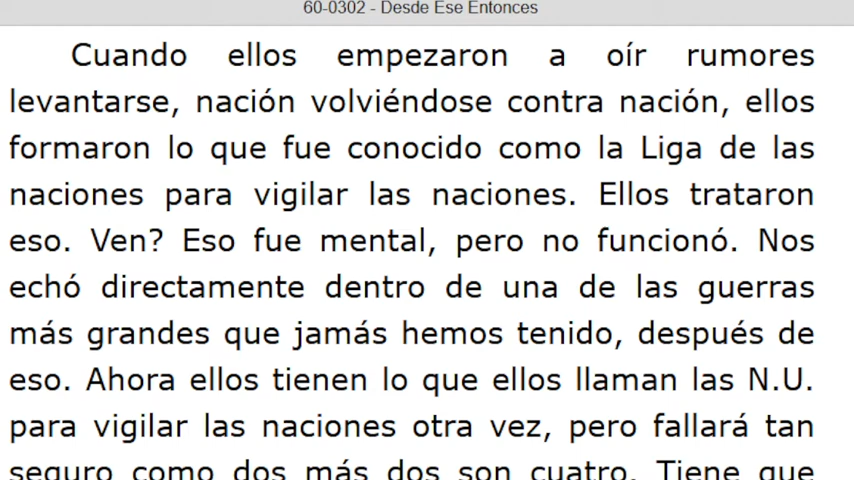 60-0302 - Desde Ese Entonces
Cuando ellos empezaron a oír rumores
levantarse, nación volviéndose contra nación, ellos
formaron lo que fue conocido como la Liga de las
naciones para vigilar las naciones. Ellos trataron
eso. Ven? Eso fue mental, pero no funcionó. Nos
echó directamente dentro de una de las guerras
más grandes que jamás hemos tenido, después de
eso. Ahora ellos tienen lo que ellos llaman las N.U.
para vigilar las naciones otra vez, pero fallará tan
seguro como dos más dos son cuatro. Tiene que